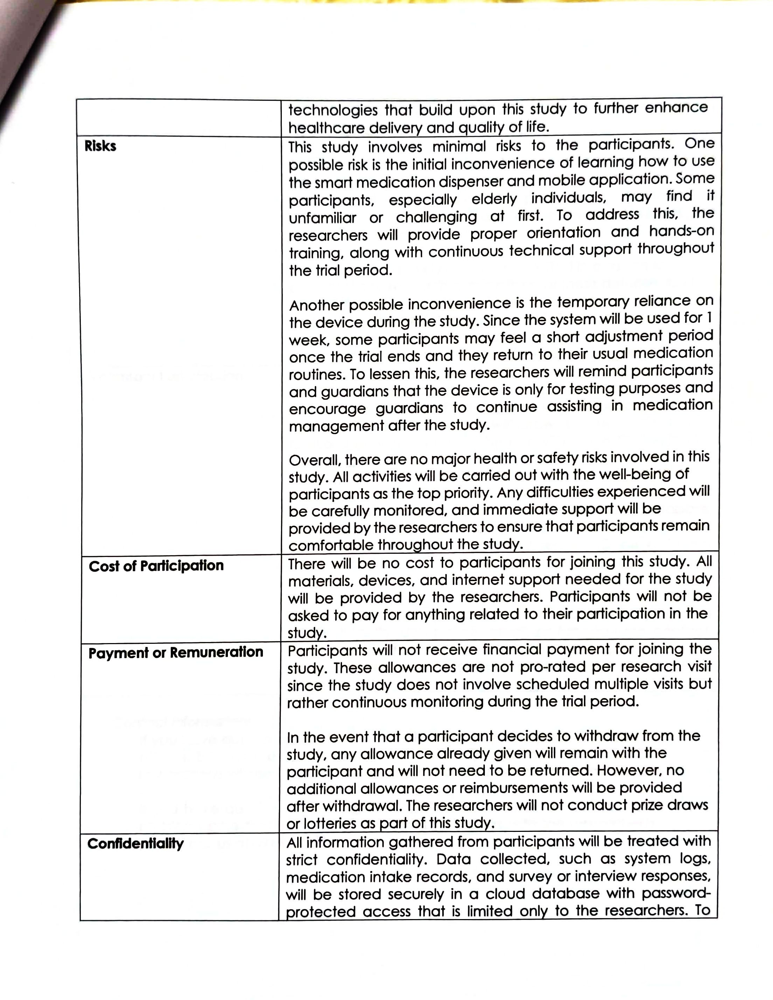 technologies that build upon this study to further enhance
healthcare delivery and quality of life.
Risks
This study involves minimal risks to the participants. One
possible risk is the initial inconvenience of learning how to use
the smart medication dispenser and mobile application. Some
participants, especially elderly individuals, may find it
unfamiliar or challenging at first. To address this, the
researchers will provide proper orientation and hands-on
training, along with continuous technical support throughout
the trial period.
Another possible inconvenience is the temporary reliance on
the device during the study. Since the system will be used for 1
week, some participants may feel a short adjustment period
once the trial ends and they return to their usual medication
routines. To lessen this, the researchers will remind participants
and guardians that the device is only for testing purposes and
encourage guardians to continue assisting in medication
management after the study.
Overall, there are no major health or safety risks involved in this
study. All activities will be carried out with the well-being of
participants as the top priority. Any difficulties experienced will
be carefully monitored, and immediate support will be
provided by the researchers to ensure that participants remain
comfortable throughout the study.
Cost of Participation
There will be no cost to participants for joining this study. All
materials, devices, and internet support needed for the study
will be provided by the researchers. Participants will not be
asked to pay for anything related to their participation in the
study.
Payment or Remuneration
Participants will not receive financial payment for joining the
study. These allowances are not pro-rated per research visit
since the study does not involve scheduled multiple visits but
rather continuous monitoring during the trial period.
In the event that a participant decides to withdraw from the
study, any allowance already given will remain with the
participant and will not need to be returned. However, no
additional allowances or reimbursements will be provided
after withdrawal. The researchers will not conduct prize draws
or lotteries as part of this study.
Confidentiality
All information gathered from participants will be treated with
strict confidentiality. Data collected, such as system logs,
medication intake records, and survey or interview responses,
will be stored securely in a cloud database with password-
protected access that is limited only to the researchers. To